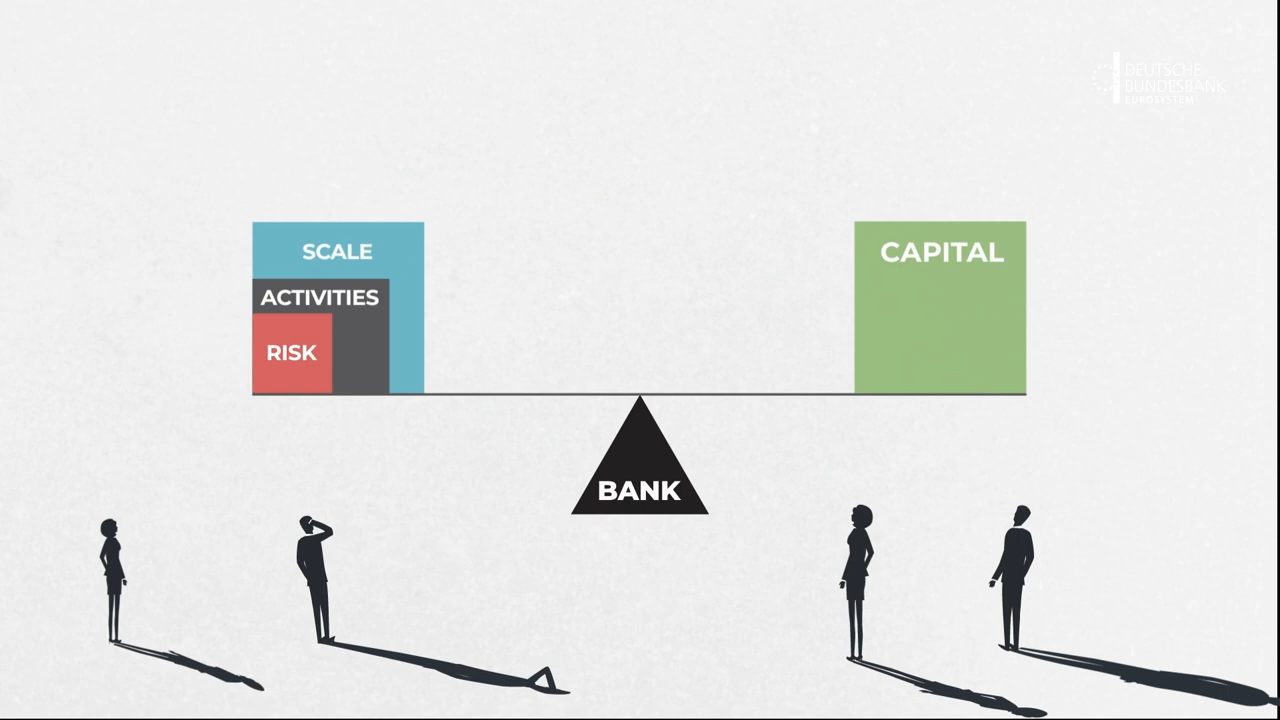 DEUTSCHE
BUNDESBANK
EUROSYSTEM
SCALE
CAPITAL
ACTIVITIES
RISK
BANK